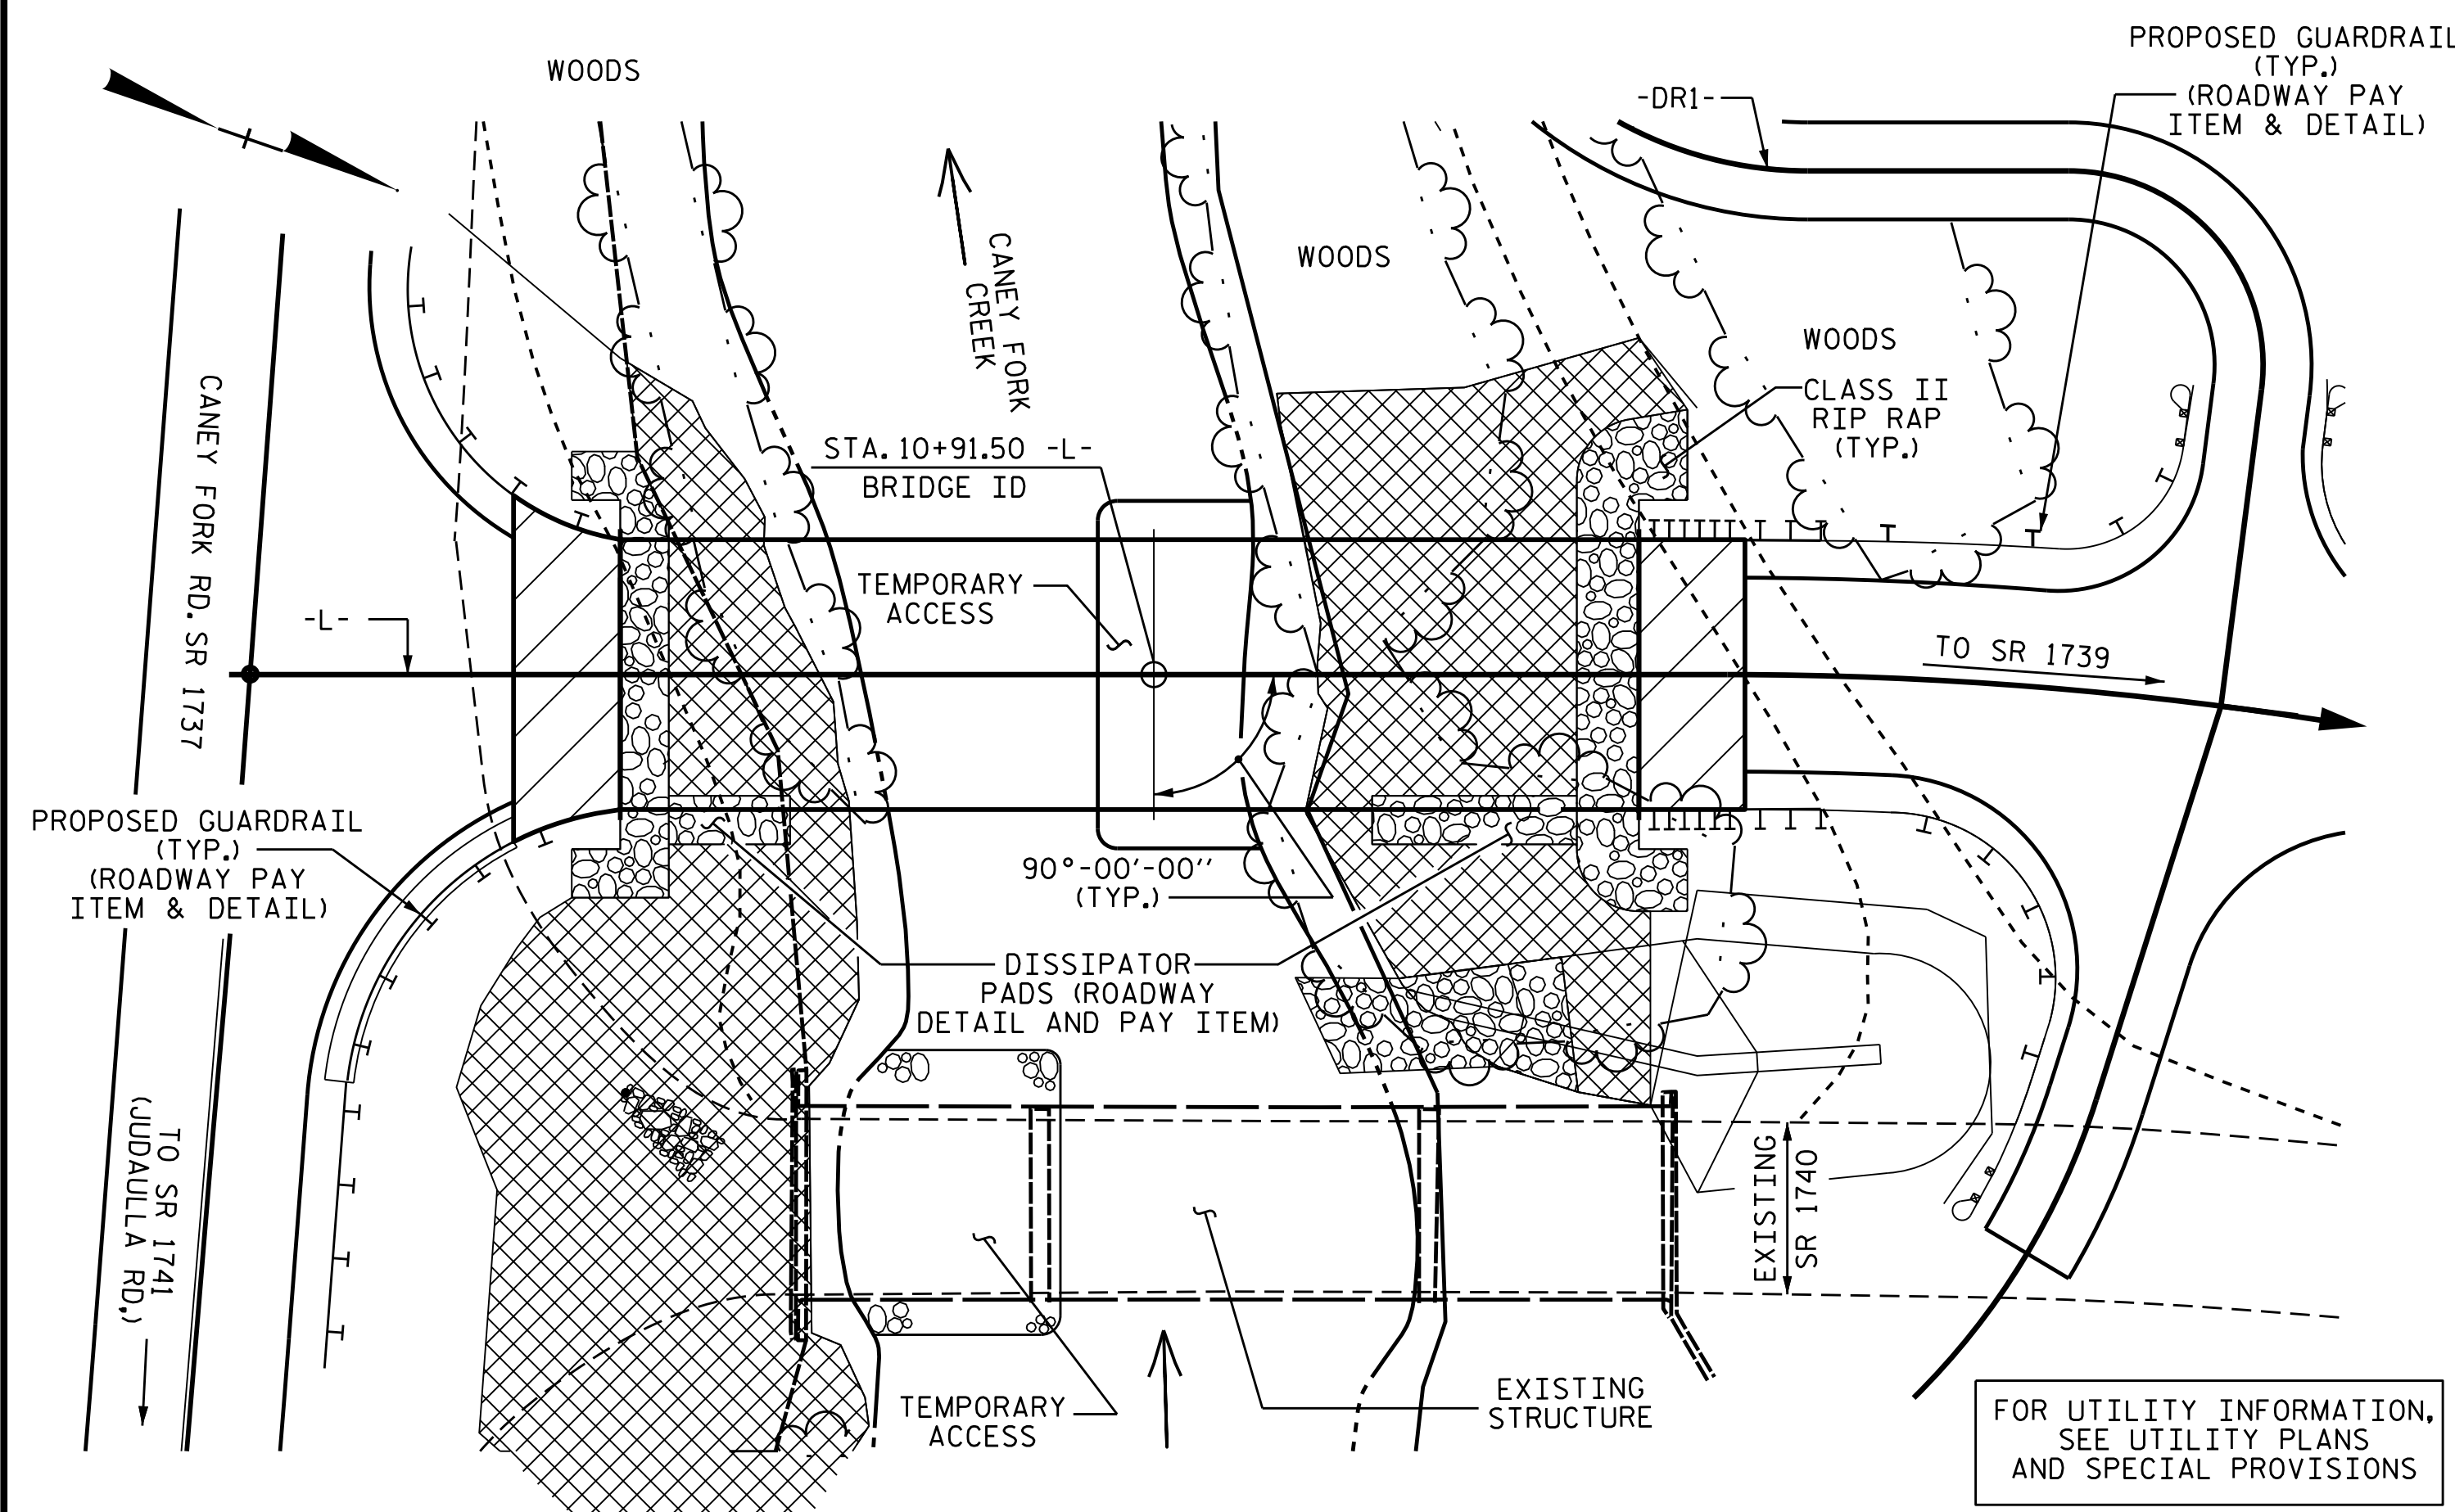 PROPOSED GUARDRAIL
(TYP.)
(ROADWAY PAY
ITEM & DETAIL)
WOODS
-DR1-
CANEY FORK
CREEK
WOODS
WOODS
CLASS II
RIP RAP
(TYP.)
CANEY FORK RD. SR 1737
STA. 10+91.50 -L-
BRIDGE ID
TEMPORARY
ACCESS
-L-
TO SR 1739
PROPOSED GUARDRAIL
(TYP.)
(ROADWAY PAY
ITEM & DETAIL)
90°-00'-00''
(TYP.)
DISSIPATOR
PADS (ROADWAY
DETAIL AND PAY ITEM)
TO SR 1741
(JUDAULLA RD.)
EXISTING
SR 1740
TEMPORARY
ACCESS
EXISTING
STRUCTURE
FOR UTILITY INFORMATION,
SEE UTILITY PLANS
AND SPECIAL PROVISIONS